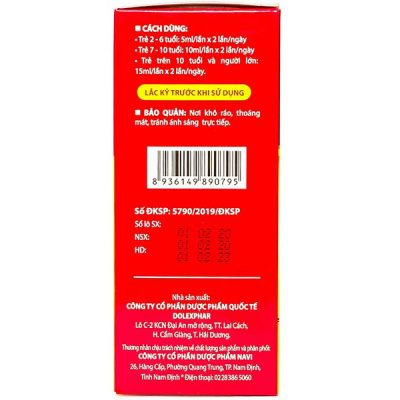 ■ CÁCH DÙNG:
• Trẻ 2 - 6 tuổi: 5ml/lần x 2 lần/ngày
• Trẻ 7 - 10 tuổi: 10ml/lần x 2 lần/ngày
• Trẻ trên 10 tuổi và người lớn:
15ml/lần x 2 lần/ngày.
LẮC KỸ TRƯỚC KHI SỬ DỤNG
■ BẢO QUẢN: Nơi khô ráo, thoáng
mát, tránh ánh sáng trực tiếp.
8 936149 890795
Số ĐKSP: 5790/2019/ĐKSP
Số lô SX:
NSX:
HD:
Nhà sản xuất:
CÔNG TY CỔ PHẦN DƯỢC PHẨM QUỐC TẾ
DOLEXPHAR
Lô C-2 KCN Đại An mở rộng, TT. Lai Cách,
H. Cẩm Giàng, T. Hải Dương.
Thương nhân chịu trách nhiệm về chất lượng sản phẩm và phân phối:
CÔNG TY CỔ PHẦN DƯỢC PHẨM NAVI
26, Hàng Cấp, Phường Quang Trung, TP. Nam Định,
Tỉnh Nam Định * Điện thoại: 0228386 5060